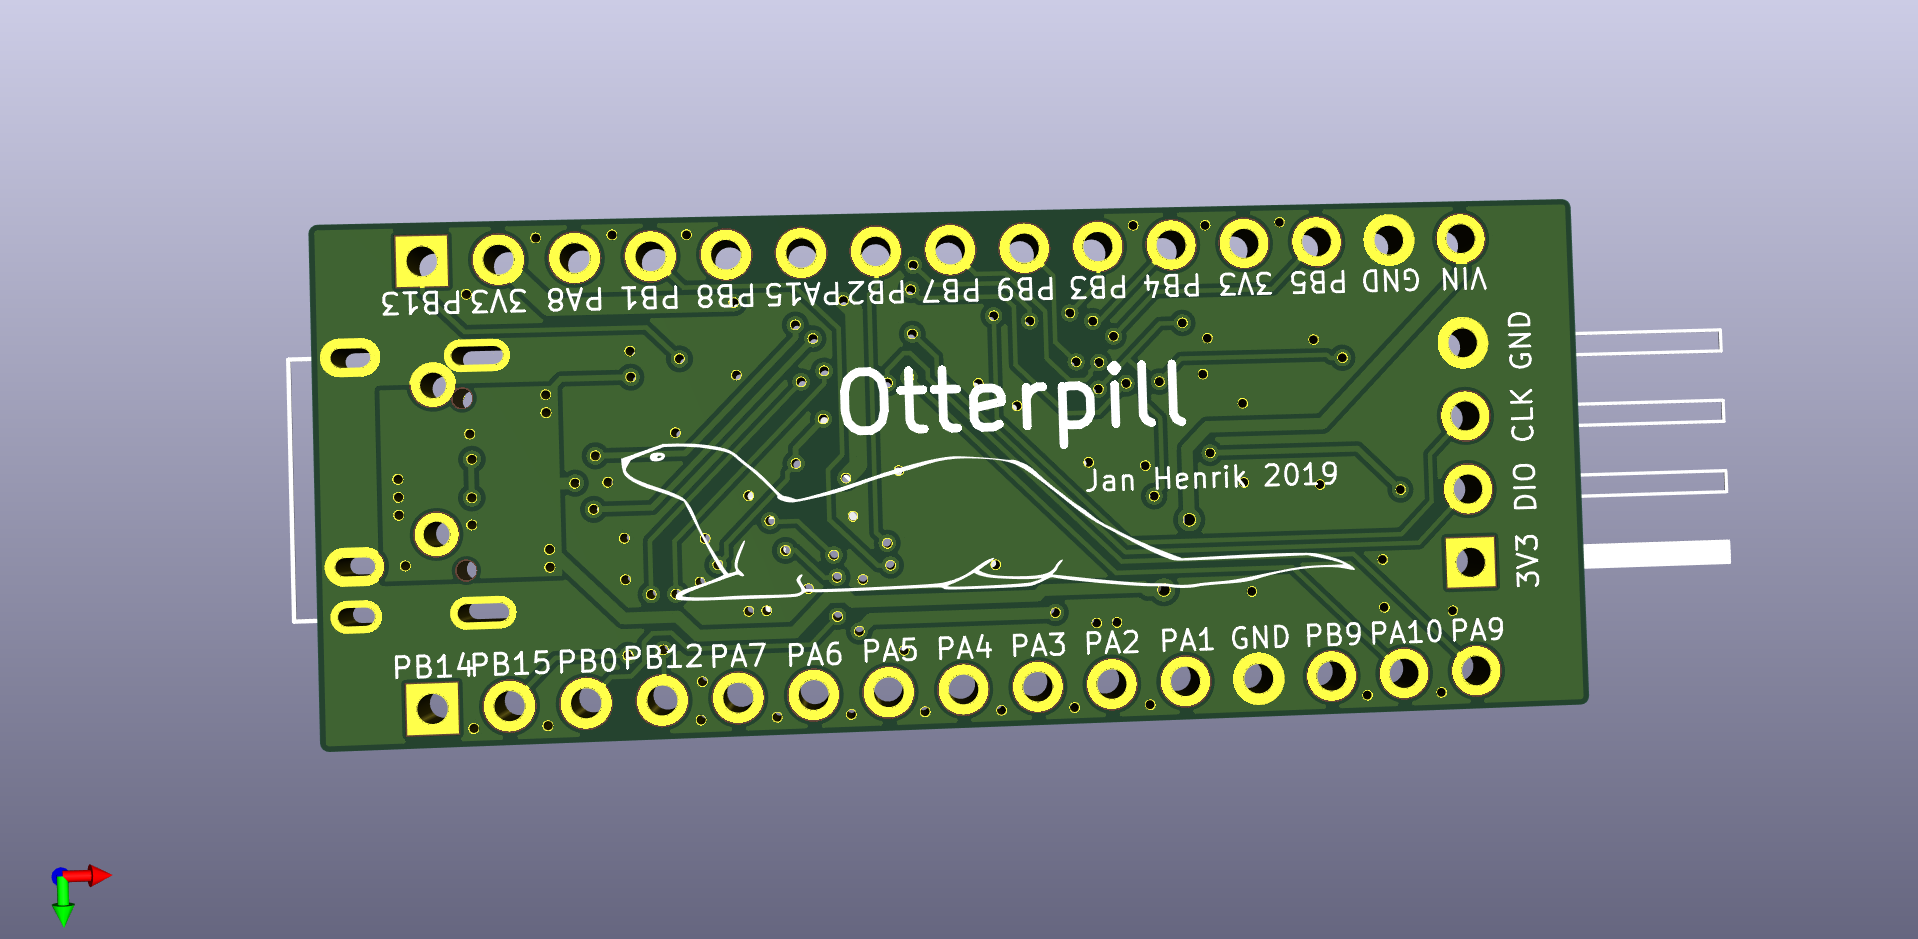 PB13 3V3 PA8 PB1 PB8 PA15 PB2 PB7 PB9 PB3 PB4 3V3 PB5 GND VIN
GND
CLK
DIO
3V3
Otterpill
Jan Henrik 2019
PB14 PB15 PB0 PB12 PA7 PA6 PA5 PA4 PA3 PA2 PA1 GND PB9 PA10 PA9